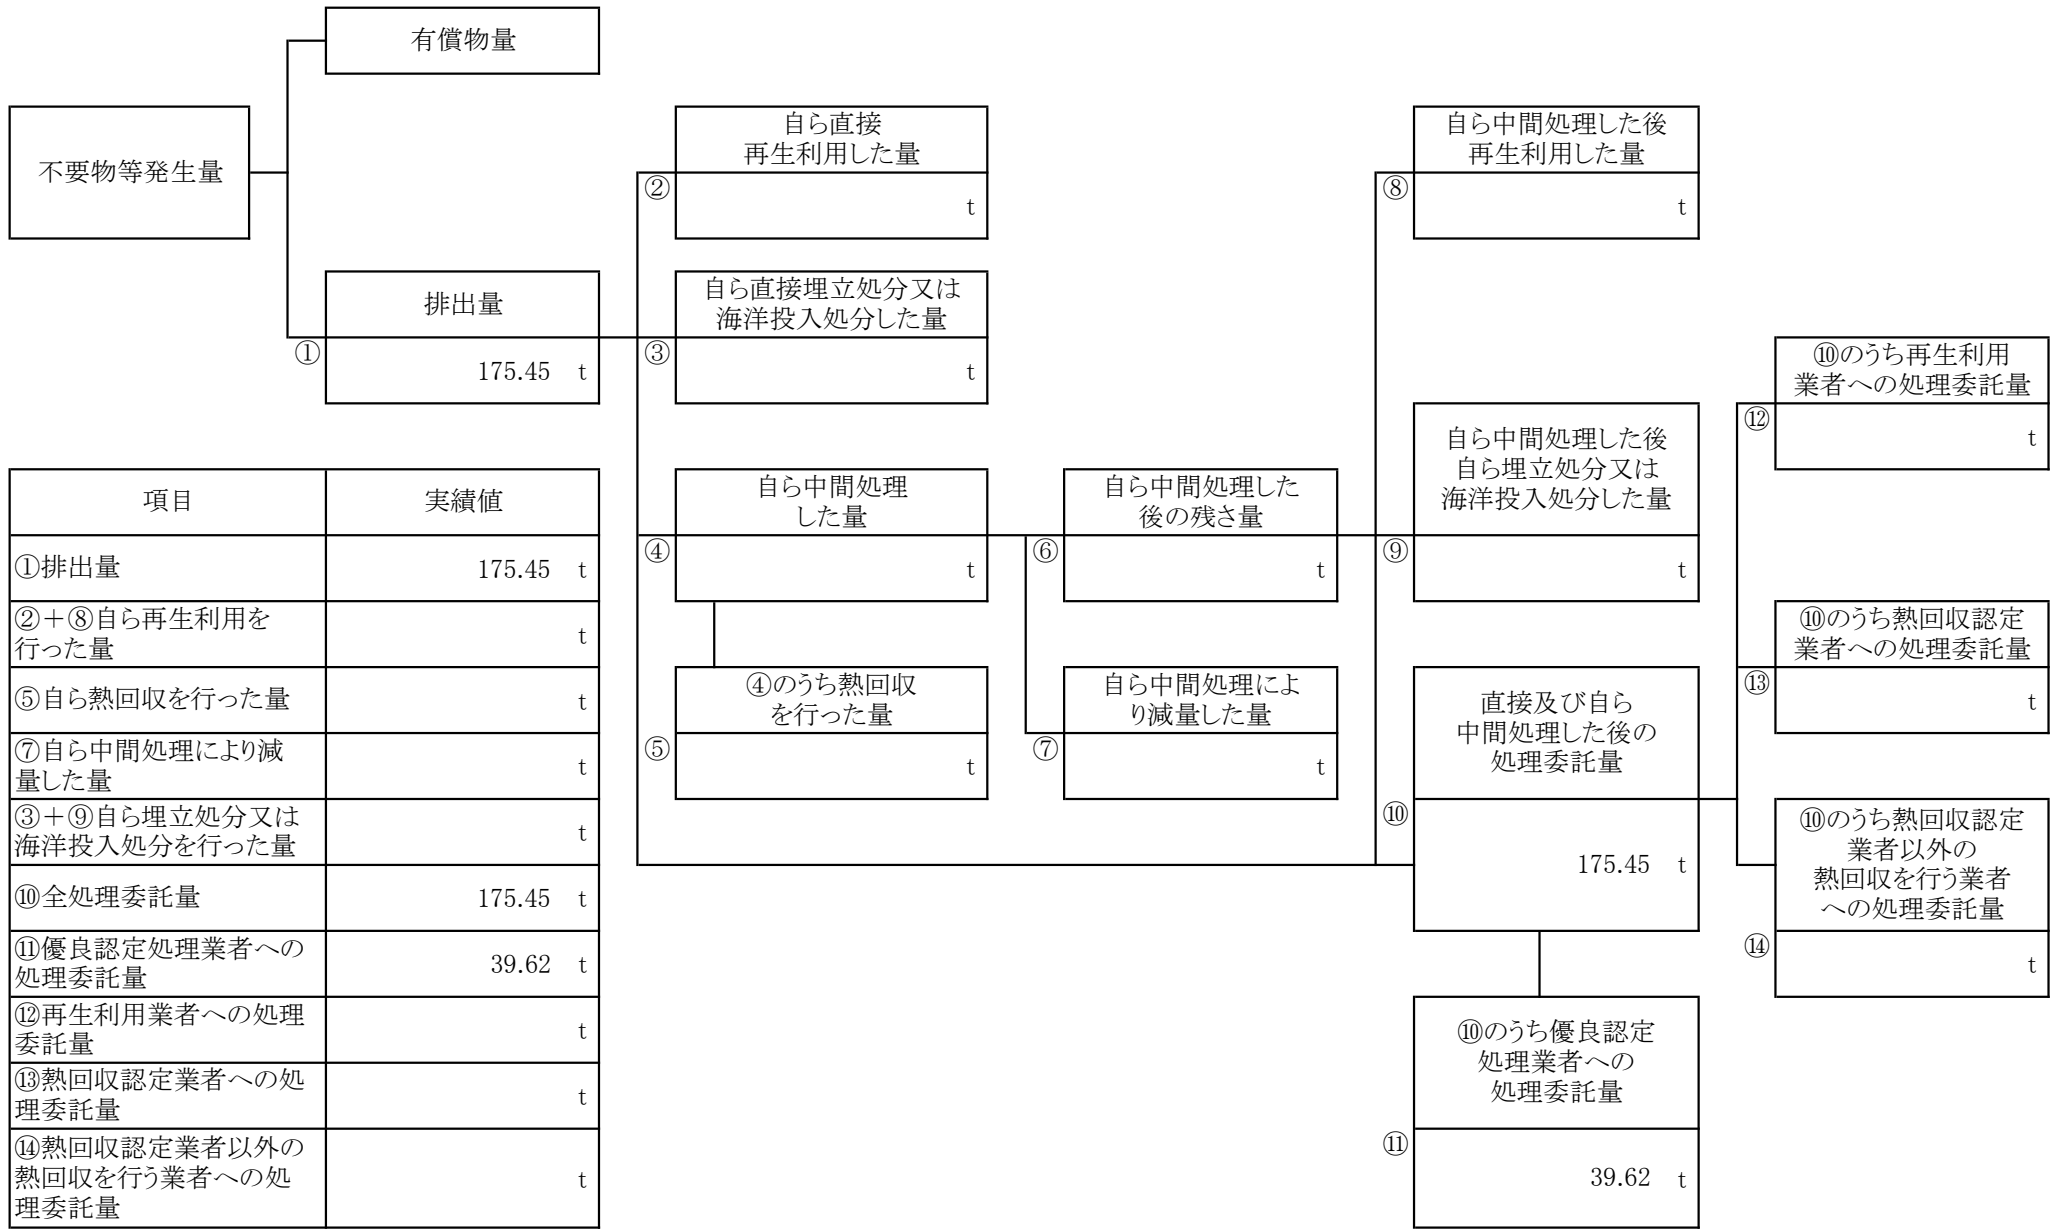 有償物量
不要物等発生量
排出量
①
175.45 t
自ら直接
再生利用した量
②
t
自ら直接埋立処分又は
海洋投入処分した量
③
t
自ら中間処理
した量
④
t
④のうち熱回収
を行った量
⑤
t
自ら中間処理した
後の残さ量
⑥
t
自ら中間処理によ
り減量した量
⑦
t
自ら中間処理した後
再生利用した量
⑧
t
自ら中間処理した後
自ら埋立処分又は
海洋投入処分した量
⑨
t
直接及び自ら
中間処理した後の
処理委託量
⑩
175.45 t
⑩のうち優良認定
処理業者への
処理委託量
⑪
39.62 t
⑩のうち再生利用
業者への処理委託量
⑫
t
⑩のうち熱回収認定
業者への処理委託量
⑬
t
⑩のうち熱回収認定
業者以外の
熱回収を行う業者
への処理委託量
⑭
t
項目 実績値
①排出量 175.45 t
②＋⑧自ら再生利用を
行った量
t
⑤自ら熱回収を行った量 t
⑦自ら中間処理により減
量した量
t
③＋⑨自ら埋立処分又は
海洋投入処分を行った量
t
⑩全処理委託量 175.45 t
⑪優良認定処理業者への
処理委託量
39.62 t
⑫再生利用業者への処理
委託量
t
⑬熱回収認定業者への処
理委託量
t
⑭熱回収認定業者以外の
熱回収を行う業者への処
理委託量
t